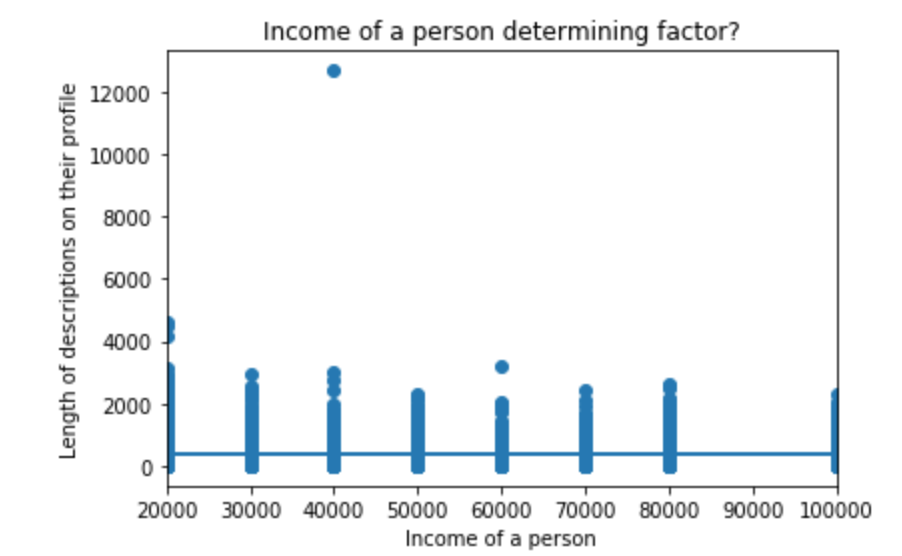 Income of a person determining factor?
Length of descriptions on their profile
12000
10000
8000
6000
4000
2000
0
20000 30000 40000 50000 60000 70000 80000 90000 100000
Income of a person